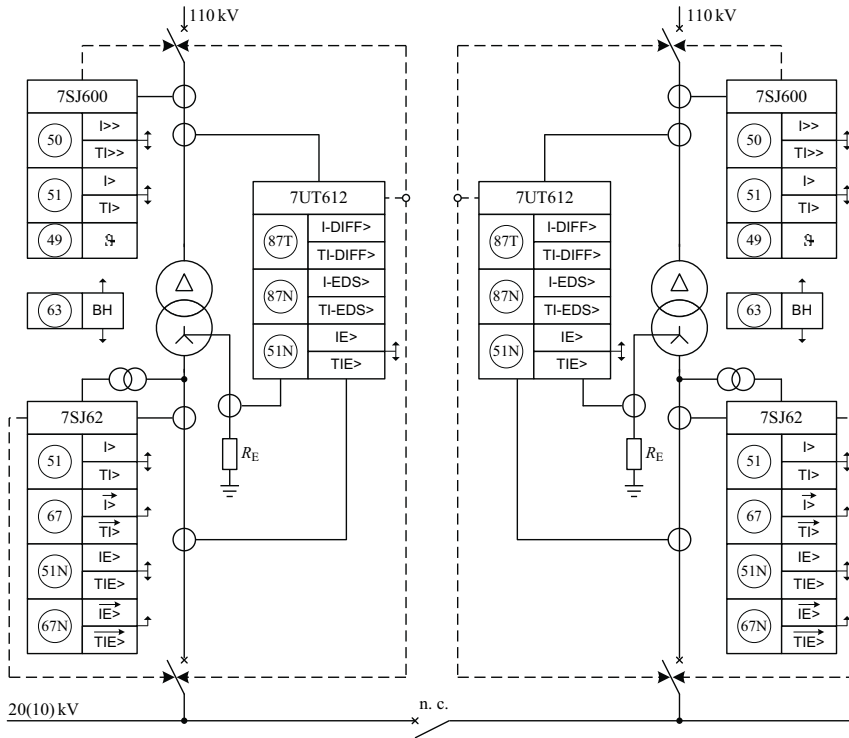 110 kV
110 kV
7SJ600
50
I>>
TI>>
51
I>
TI>
49
ϑ
7SJ600
50
I>>
TI>>
51
I>
TI>
49
ϑ
7UT612
87T
I-DIFF>
TI-DIFF>
87N
I-EDS>
TI-EDS>
51N
IE>
TIE>
7UT612
87T
I-DIFF>
TI-DIFF>
87N
I-EDS>
TI-EDS>
51N
IE>
TIE>
Δ
Δ
63
BH
63
BH
7SJ62
51
I>
TI>
67
I>
TI>
51N
IE>
TIE>
67N
IE>
TIE>
RE
RE
7SJ62
51
I>
TI>
67
I>
TI>
51N
IE>
TIE>
67N
IE>
TIE>
20(10) kV
n. c.